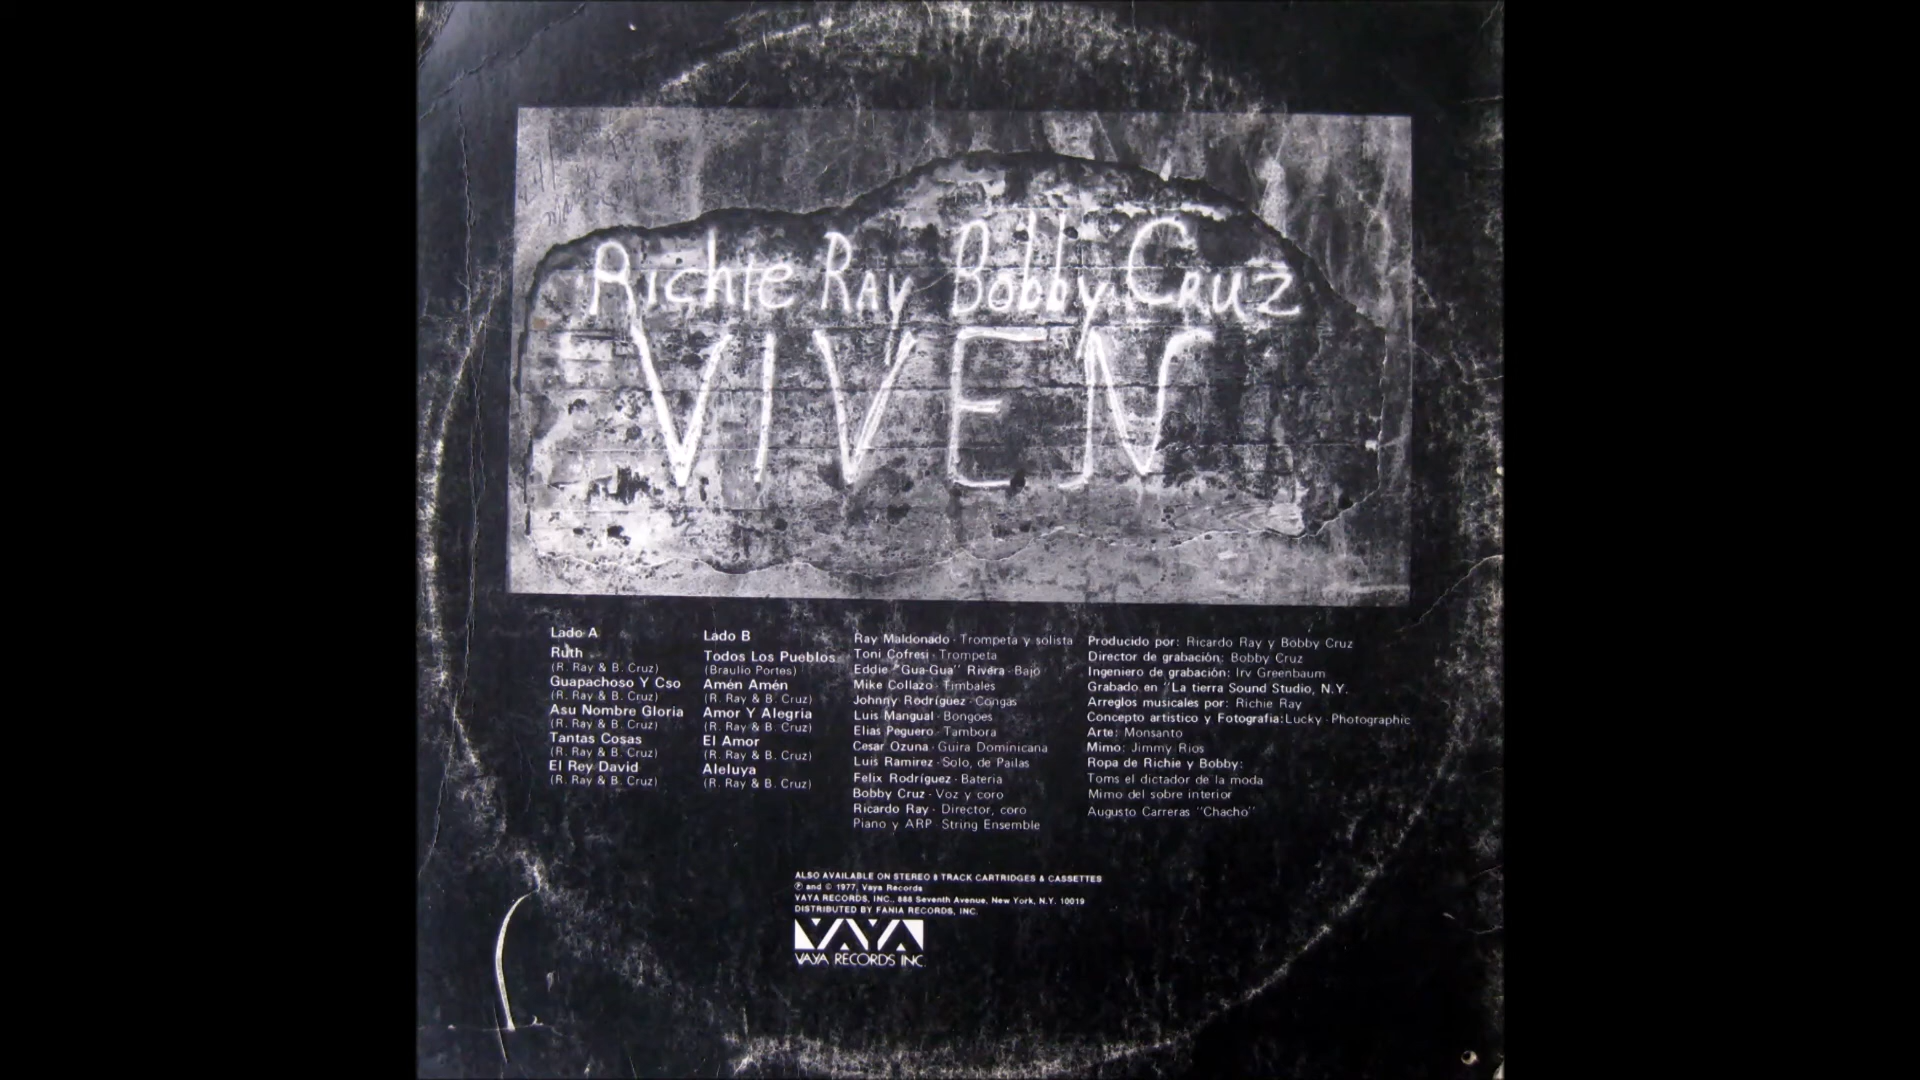 Richie Ray Bobby Cruz
VIVEN
Lado A
Ruth
(R. Ray & B. Cruz)
Guapachoso Y Cso
(R. Ray & B. Cruz)
Asu Nombre Gloria
(R. Ray & B. Cruz)
Tantas Cosas
(R. Ray & B. Cruz)
El Rey David
(R. Ray & B. Cruz)
Lado B
Todos Los Pueblos
(Braulio Portes)
Amén Amén
(R. Ray & B. Cruz)
Amor Y Alegria
(R. Ray & B. Cruz)
El Amor
(R. Ray & B. Cruz)
Aleluya
(R. Ray & B. Cruz)
Ray Maldonado · Trompeta y solista
Toni Cofresi · Trompeta
Eddie "Gua-Gua" Rivera · Bajo
Mike Collazo · Timbales
Johnny Rodríguez · Congas
Luis Mangual · Bongoes
Elias Peguero · Tambora
Cesar Ozuna · Guira Dominicana
Luis Ramirez · Solo, de Pailas
Felix Rodríguez · Bateria
Bobby Cruz · Voz y coro
Ricardo Ray · Director, coro
Piano y ARP · String Ensemble
Producido por: Ricardo Ray y Bobby Cruz
Director de grabación: Bobby Cruz
Ingeniero de grabación: Irv Greenbaum
Grabado en "La tierra Sound Studio, N.Y.
Arreglos musicales por: Richie Ray
Concepto artistico y Fotografia: Lucky · Photographic
Arte: Monsanto
Mimo: Jimmy Rios
Ropa de Richie y Bobby:
Toms el dictador de la moda
Mimo del sobre interior
Augusto Carreras "Chacho"
ALSO AVAILABLE ON STEREO 8 TRACK CARTRIDGES & CASSETTES
Ⓟ and © 1977, Vaya Records
VAYA RECORDS, INC., 888 Seventh Avenue, New York, N.Y. 10019
DISTRIBUTED BY FANIA RECORDS, INC.
VAYA
VAYA RECORDS INC.